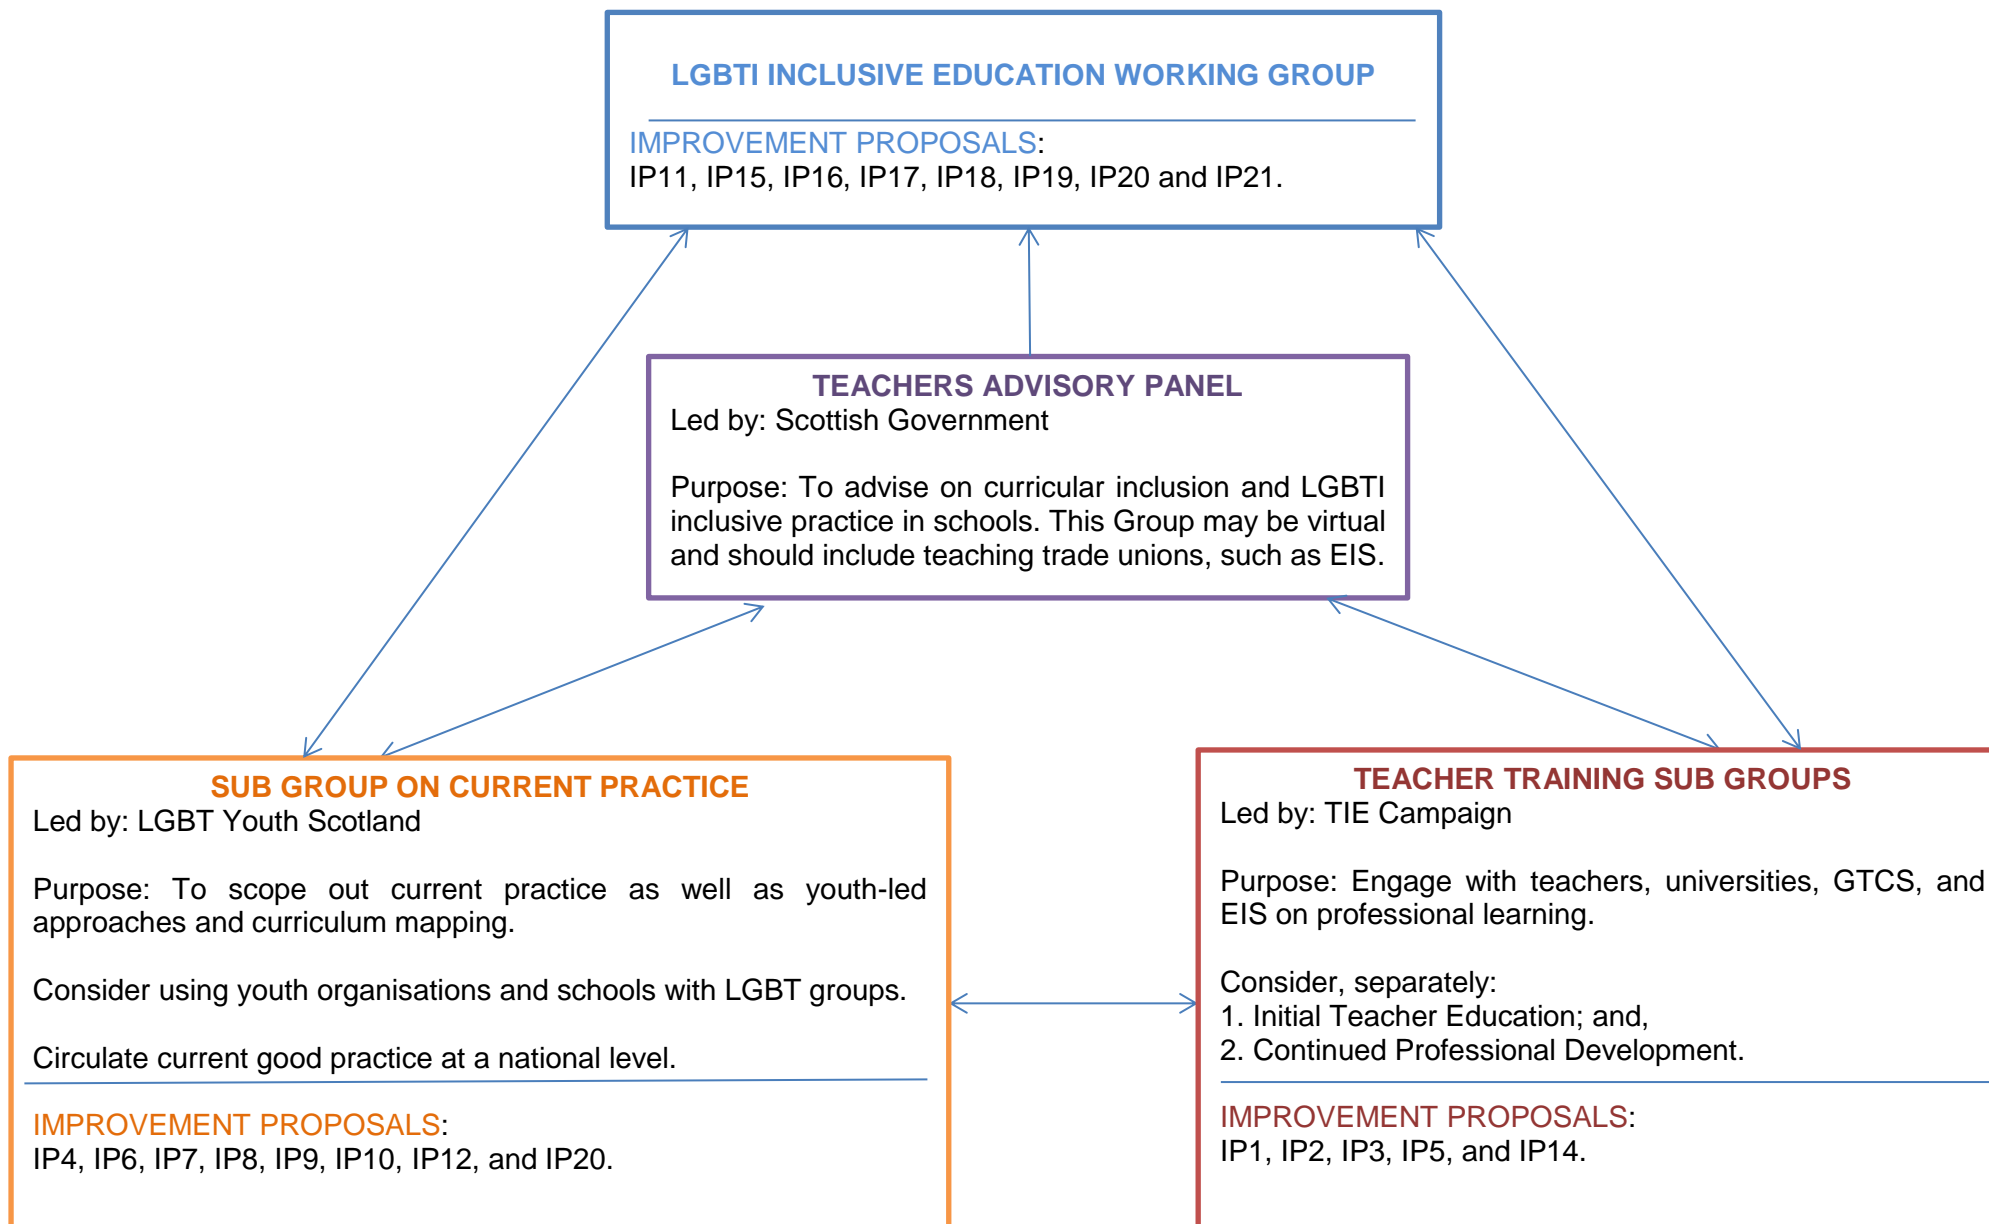 LGBTI INCLUSIVE EDUCATION WORKING GROUP
IMPROVEMENT PROPOSALS:
IP11, IP15, IP16, IP17, IP18, IP19, IP20 and IP21.
TEACHERS ADVISORY PANEL
Led by: Scottish Government
Purpose: To advise on curricular inclusion and LGBTI
inclusive practice in schools. This Group may be virtual
and should include teaching trade unions, such as EIS.
SUB GROUP ON CURRENT PRACTICE
Led by: LGBT Youth Scotland
Purpose: To scope out current practice as well as youth-led
approaches and curriculum mapping.
Consider using youth organisations and schools with LGBT groups.
Circulate current good practice at a national level.
IMPROVEMENT PROPOSALS:
IP4, IP6, IP7, IP8, IP9, IP10, IP12, and IP20.
TEACHER TRAINING SUB GROUPS
Led by: TIE Campaign
Purpose: Engage with teachers, universities, GTCS, and
EIS on professional learning.
Consider, separately:
1. Initial Teacher Education; and,
2. Continued Professional Development.
IMPROVEMENT PROPOSALS:
IP1, IP2, IP3, IP5, and IP14.